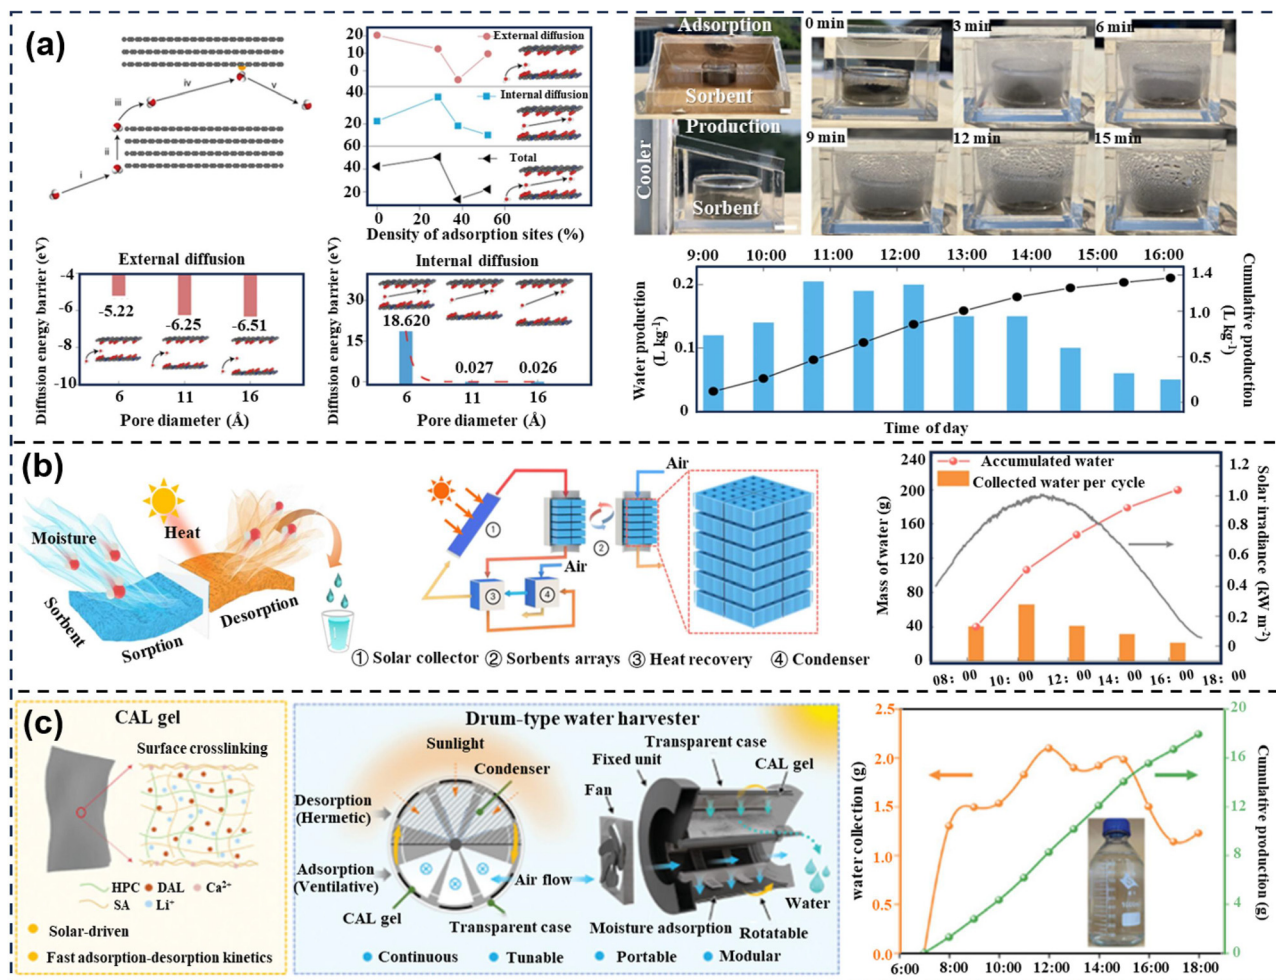 (a)
i
ii
iii
iv
v
20
10
0
External diffusion
40
20
Internal diffusion
60
40
20
Total
0
20
40
60
Density of adsorption sites (%)
Diffusion energy barrier (eV)
External diffusion
-4
-6
-8
-10
-5.22
-6.25
-6.51
6
11
16
Pore diameter (Å)
Diffusion energy barrier (eV)
Internal diffusion
30
15
0
18.620
0.027
0.026
6
11
16
Pore diameter (Å)
Adsorption
Sorbent
Production
Cooler
Sorbent
0 min
3 min
6 min
9 min
12 min
15 min
9:00
10:00
11:00
12:00
13:00
14:00
15:00
16:00
Water production
(L kg⁻¹)
0.2
0.1
0
1.4
1.0
0.5
0
Cumulative production
(L kg⁻¹)
Time of day
(b)
Moisture
Heat
Sorbent
Sorption
Desorption
Air
Air
①
②
③
④
① Solar collector ② Sorbents arrays ③ Heat recovery ④ Condenser
Mass of water (g)
240
200
160
120
80
40
0
Accumulated water
Collected water per cycle
1.2
1.0
0.8
0.6
0.4
0.2
0
Solar irradiance (kW m⁻²)
08: 00
10: 00
12: 00
14: 00
16: 00
18: 00
(c)
CAL gel
Surface crosslinking
HPC DAL Ca²⁺
SA Li⁺
Solar-driven
Fast adsorption-desorption kinetics
Drum-type water harvester
Sunlight
Condenser
Desorption
(Hermetic)
Adsorption
(Ventilative)
CAL gel
Air flow
Transparent case
Transparent case
Fixed unit
CAL gel
Fan
Water
Moisture adsorption
Rotatable
Continuous
Tunable
Portable
Modular
water collection (g)
2.5
2.0
1.5
1.0
0.5
0.0
20
16
12
8
4
0
Cumulative production (g)
6:00
8:00
10:00
12:00
14:00
16:00
18:00